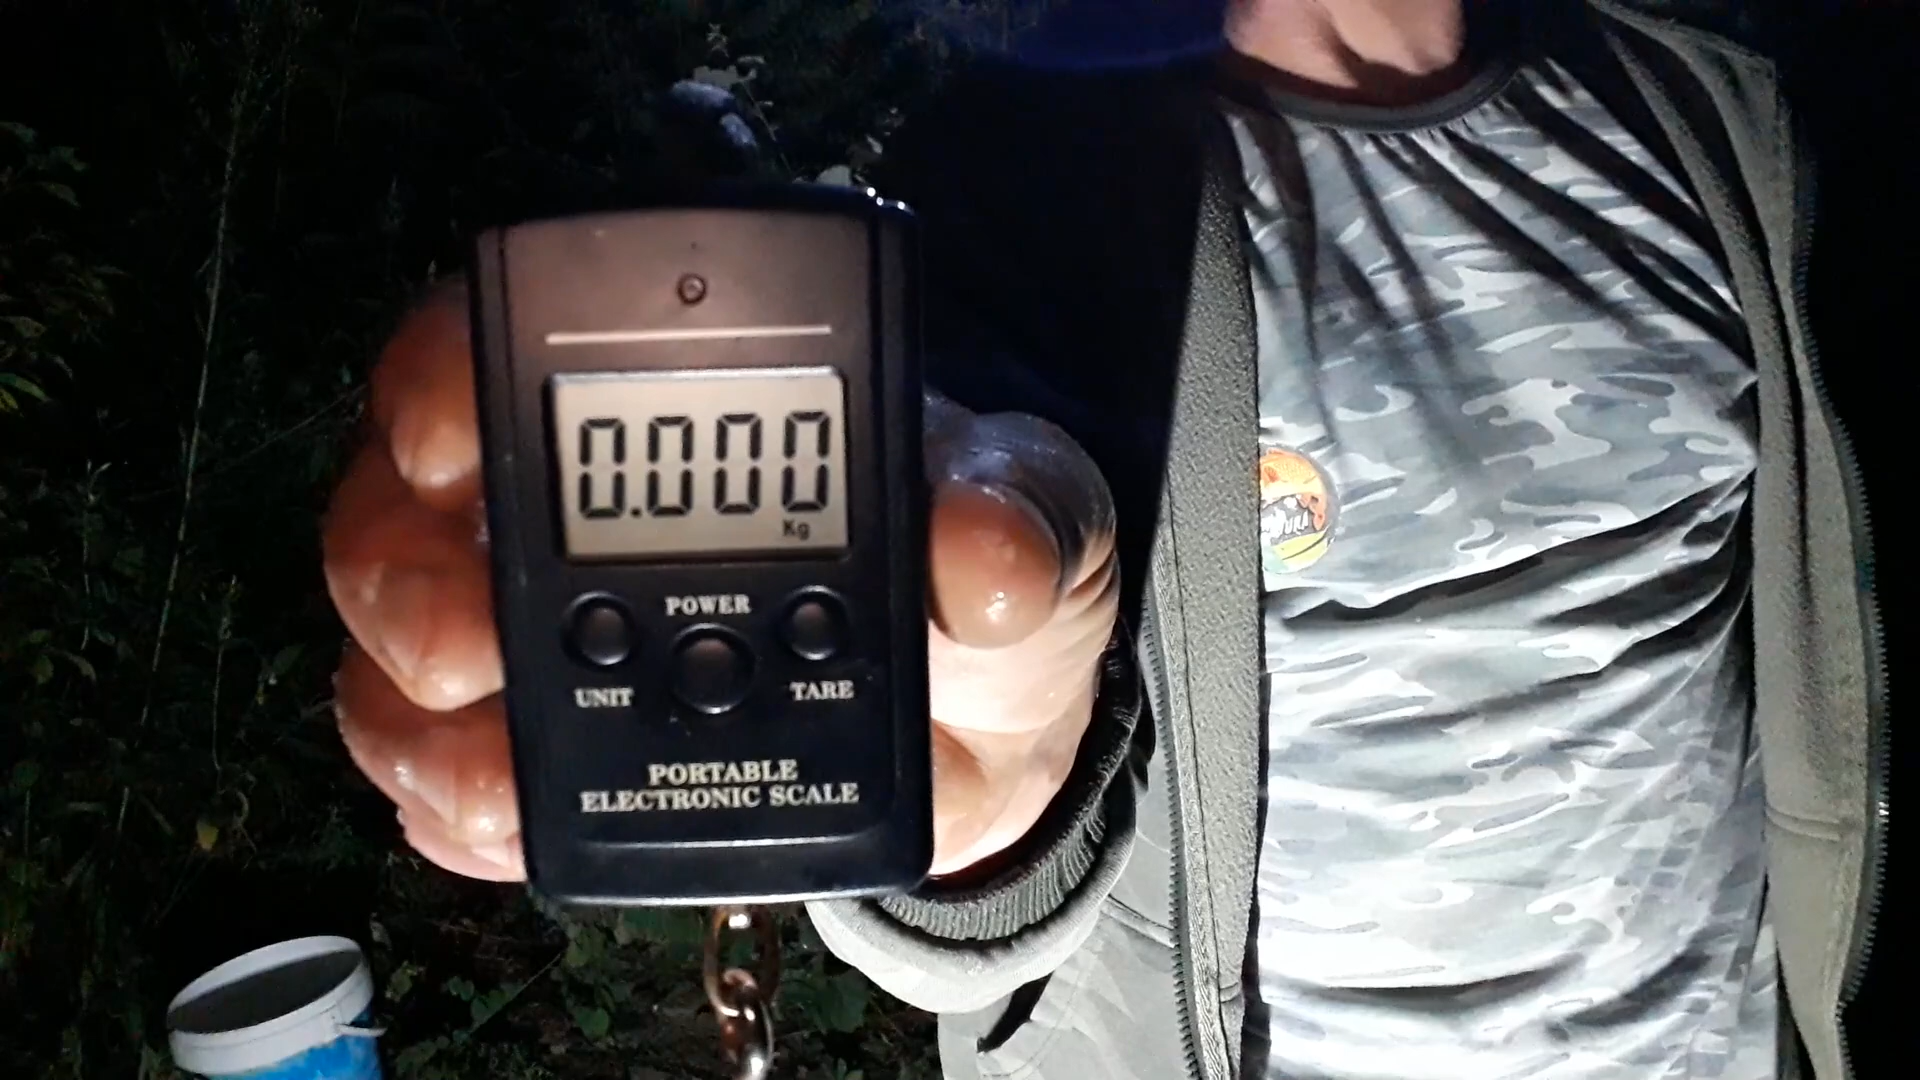 0.000
Kg
POWER
UNIT
TARE
PORTABLE
ELECTRONIC SCALE